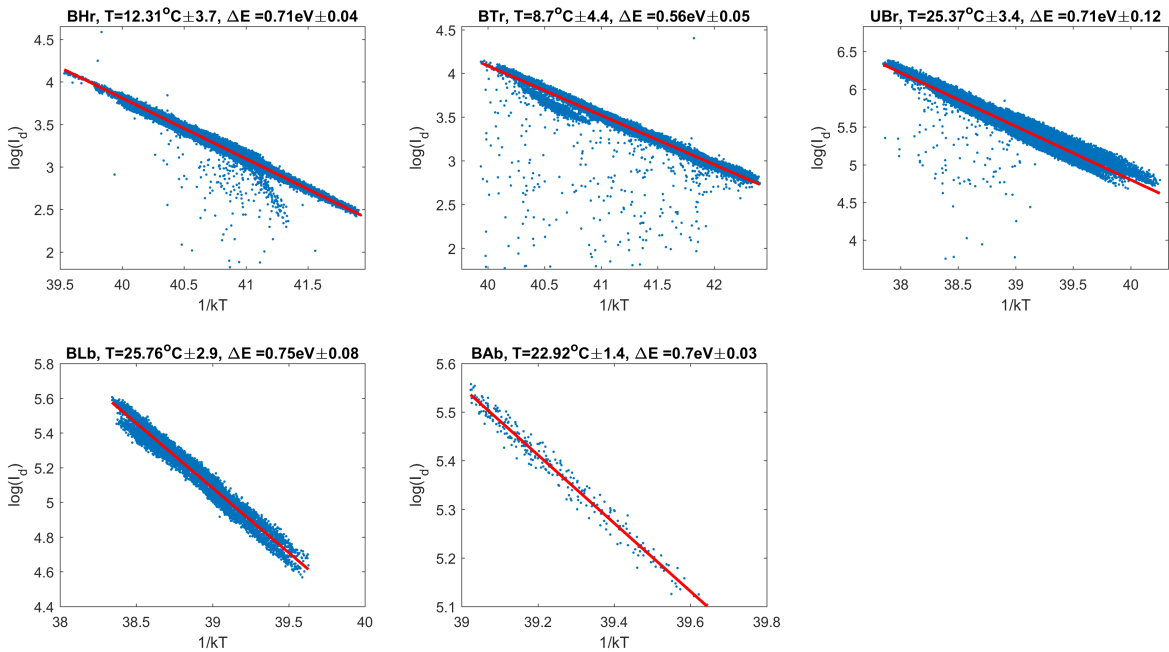 BHr, T=12.31°C±3.7, ΔE =0.71eV±0.04
4.5
4
3.5
3
2.5
2
log(I_d)
39.5 40 40.5 41 41.5
1/kT
BTr, T=8.7°C±4.4, ΔE =0.56eV±0.05
4.5
4
3.5
3
2.5
2
log(I_d)
40 40.5 41 41.5 42
1/kT
UBr, T=25.37°C±3.4, ΔE =0.71eV±0.12
6.5
6
5.5
5
4.5
4
log(I_d)
38 38.5 39 39.5 40
1/kT
BLb, T=25.76°C±2.9, ΔE =0.75eV±0.08
5.8
5.6
5.4
5.2
5
4.8
4.6
4.4
log(I_d)
38 38.5 39 39.5 40
1/kT
BAb, T=22.92°C±1.4, ΔE =0.7eV±0.03
5.6
5.5
5.4
5.3
5.2
5.1
log(I_d)
39 39.2 39.4 39.6 39.8
1/kT